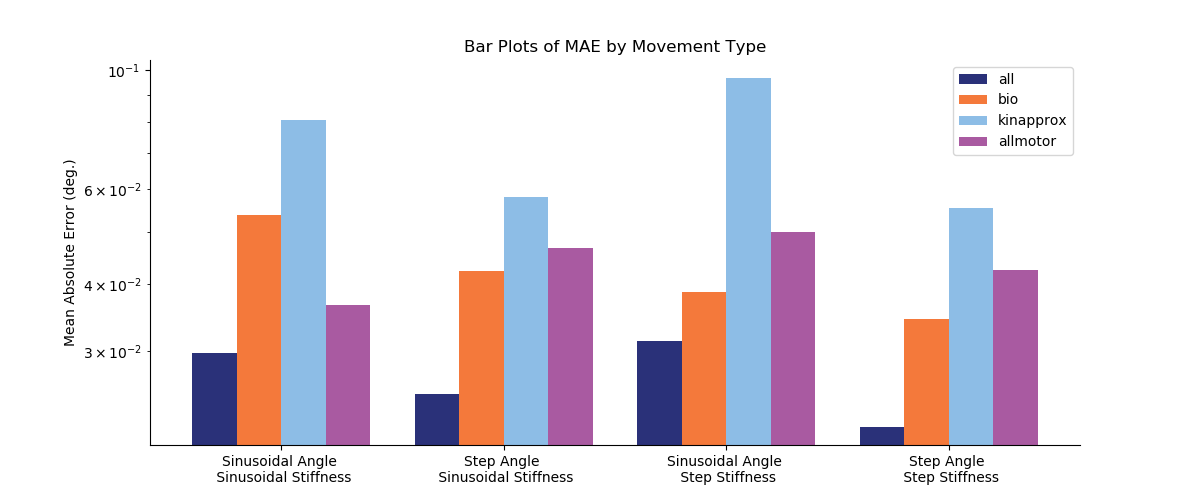 Bar Plots of MAE by Movement Type
10⁻¹
6 × 10⁻²
4 × 10⁻²
3 × 10⁻²
Mean Absolute Error (deg.)
all
bio
kinapprox
allmotor
Sinusoidal Angle
Sinusoidal Stiffness
Step Angle
Sinusoidal Stiffness
Sinusoidal Angle
Step Stiffness
Step Angle
Step Stiffness